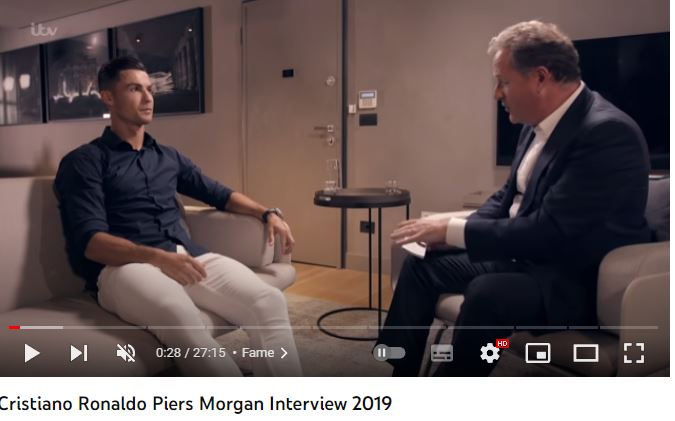 itv
0:28 / 27:15 • Fame >
HD
Cristiano Ronaldo Piers Morgan Interview 2019